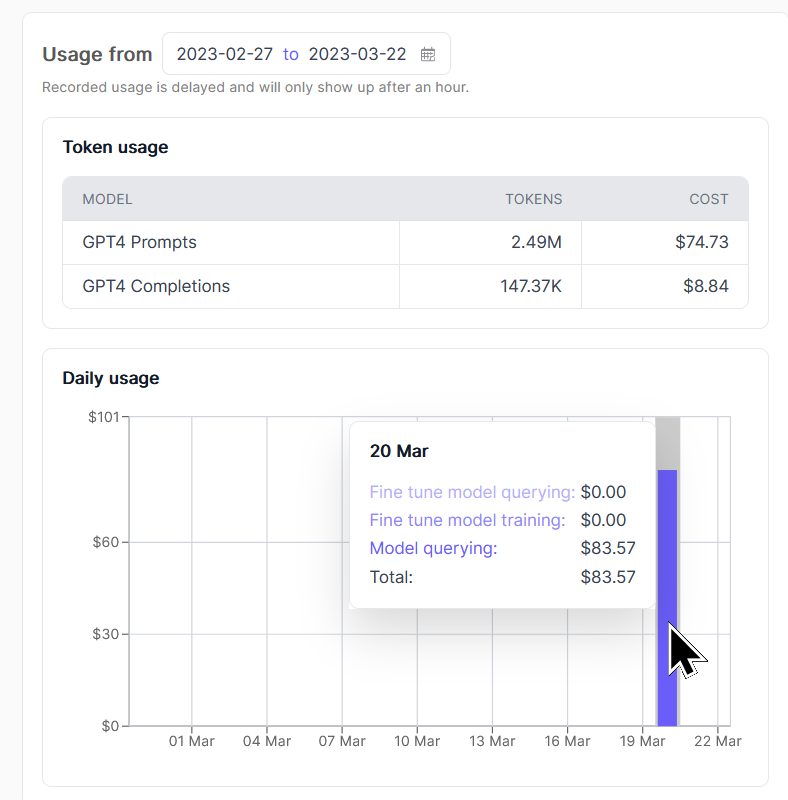 Usage from 2023-02-27 to 2023-03-22
Recorded usage is delayed and will only show up after an hour.
Token usage
MODEL TOKENS COST
GPT4 Prompts 2.49M $74.73
GPT4 Completions 147.37K $8.84
Daily usage
$101
20 Mar
Fine tune model querying: $0.00
Fine tune model training: $0.00
$60
Model querying: $83.57
Total: $83.57
$30
$0
01 Mar 04 Mar 07 Mar 10 Mar 13 Mar 16 Mar 19 Mar 22 Mar